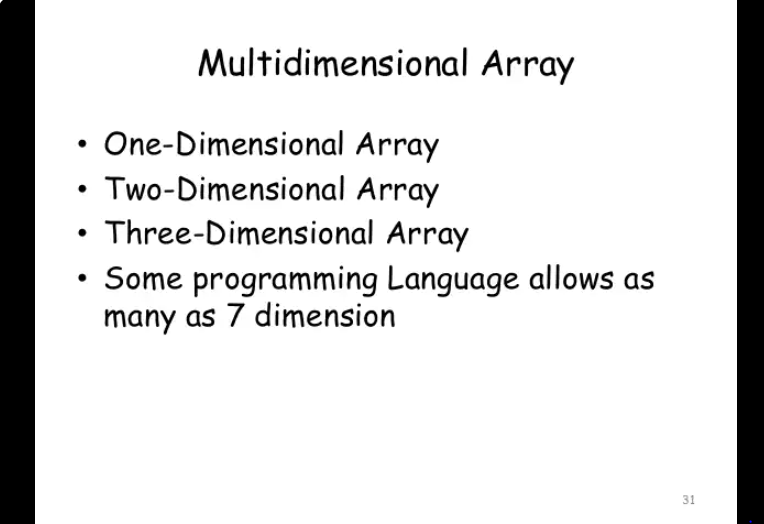 Multidimensional Array
• One-Dimensional Array
• Two-Dimensional Array
• Three-Dimensional Array
• Some programming Language allows as
many as 7 dimension
31